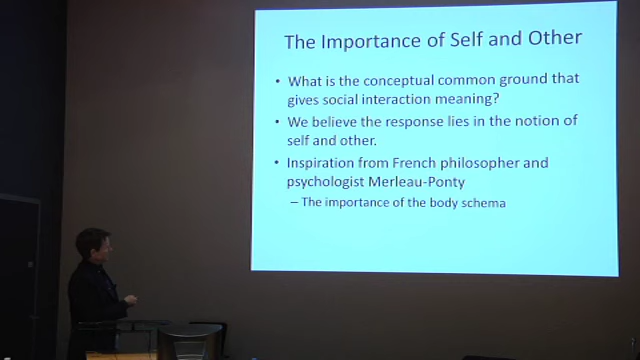 The Importance of Self and Other
• What is the conceptual common ground that
gives social interaction meaning?
• We believe the response lies in the notion of
self and other.
• Inspiration from French philosopher and
psychologist Merleau-Ponty
– The importance of the body schema